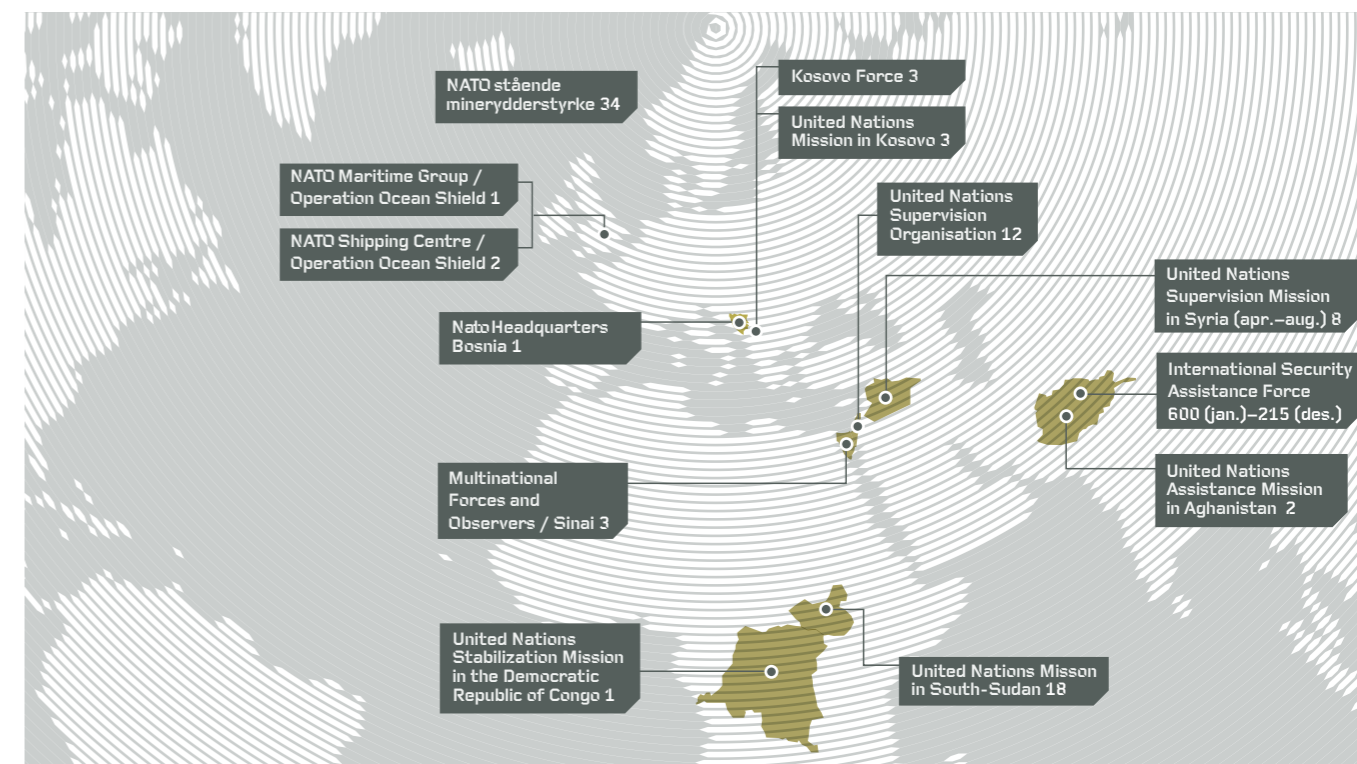 NATO stående
minerydderstyrke 34
Kosovo Force 3
United Nations
Mission in Kosovo 3
NATO Maritime Group /
Operation Ocean Shield 1
NATO Shipping Centre /
Operation Ocean Shield 2
United Nations
Supervision
Organisation 12
United Nations
Supervision Mission
in Syria (apr.–aug.) 8
Nato Headquarters
Bosnia 1
International Security
Assistance Force
600 (jan.)–215 (des.)
United Nations
Assistance Mission
in Aghanistan 2
Multinational
Forces and
Observers / Sinai 3
United Nations
Stabilization Mission
in the Democratic
Republic of Congo 1
United Nations Misson
in South-Sudan 18